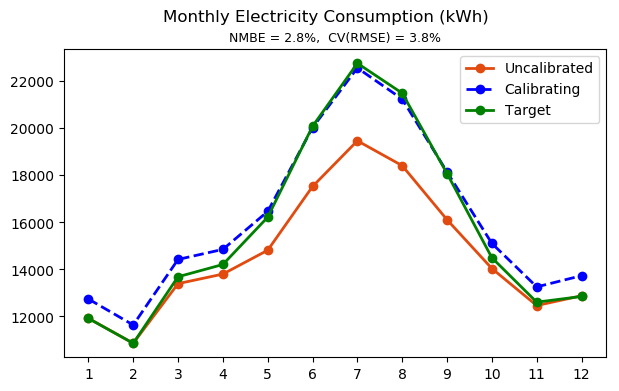 Monthly Electricity Consumption (kWh)
NMBE = 2.8%,  CV(RMSE) = 3.8%
Uncalibrated
Calibrating
Target
22000
20000
18000
16000
14000
12000
1 2 3 4 5 6 7 8 9 10 11 12